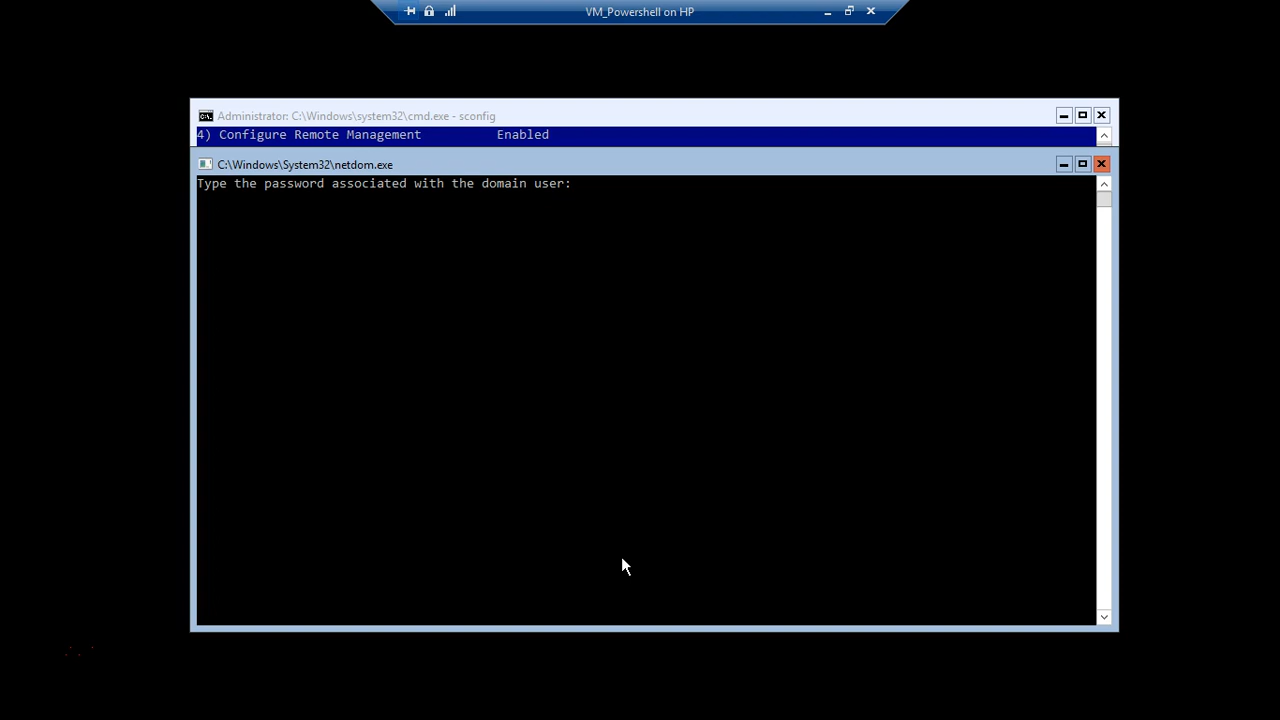 VM_Powershell on HP
Administrator: C:\Windows\system32\cmd.exe - sconfig
4) Configure Remote Management Enabled
C:\Windows\System32\netdom.exe
Type the password associated with the domain user: